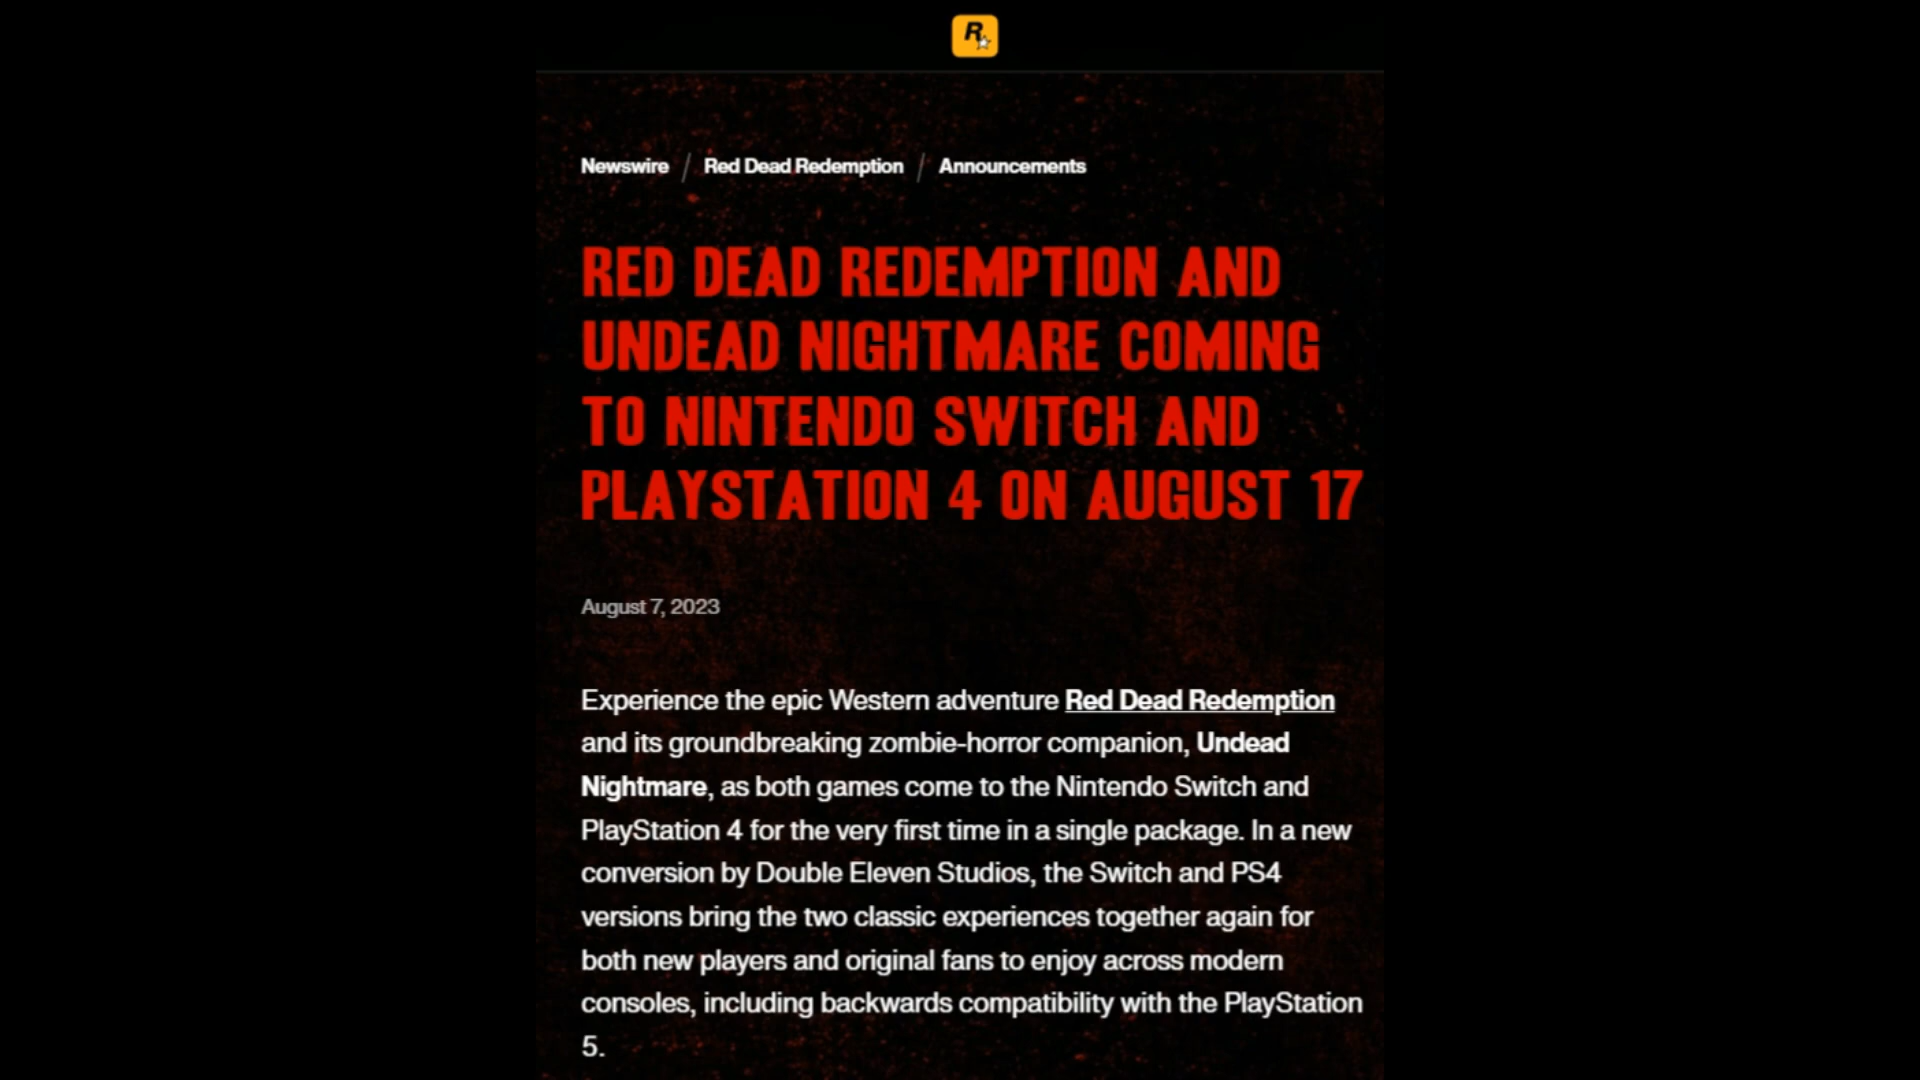 R
Newswire / Red Dead Redemption / Announcements
RED DEAD REDEMPTION AND
UNDEAD NIGHTMARE COMING
TO NINTENDO SWITCH AND
PLAYSTATION 4 ON AUGUST 17
August 7, 2023
Experience the epic Western adventure Red Dead Redemption
and its groundbreaking zombie-horror companion, Undead
Nightmare, as both games come to the Nintendo Switch and
PlayStation 4 for the very first time in a single package. In a new
conversion by Double Eleven Studios, the Switch and PS4
versions bring the two classic experiences together again for
both new players and original fans to enjoy across modern
consoles, including backwards compatibility with the PlayStation
5.